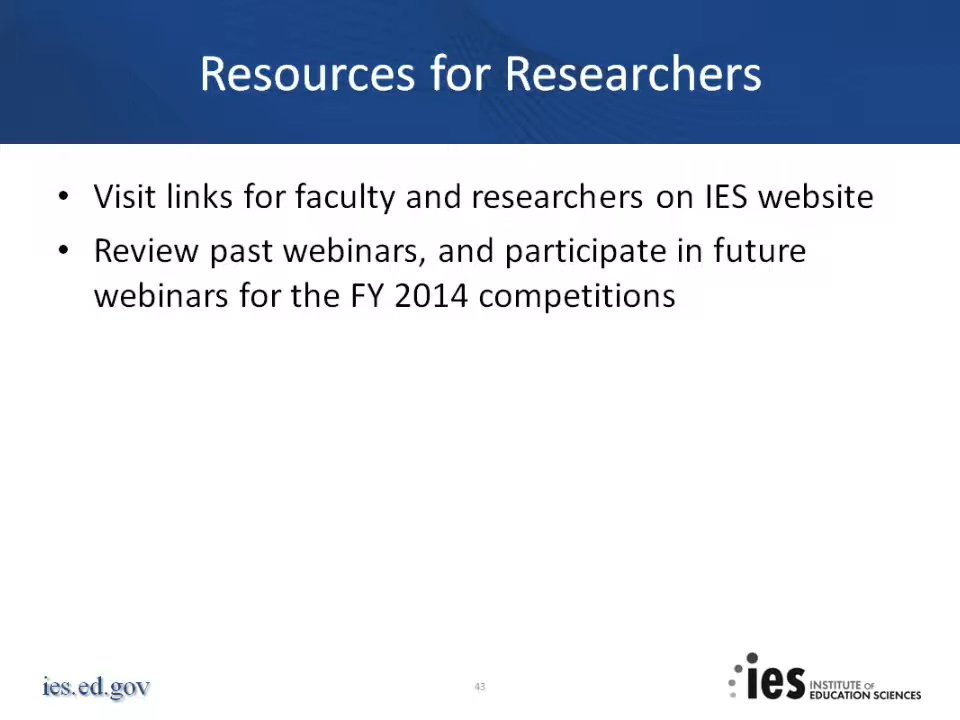 Resources for Researchers
• Visit links for faculty and researchers on IES website
• Review past webinars, and participate in future
webinars for the FY 2014 competitions
ies.ed.gov
43
ies INSTITUTE OF
EDUCATION SCIENCES